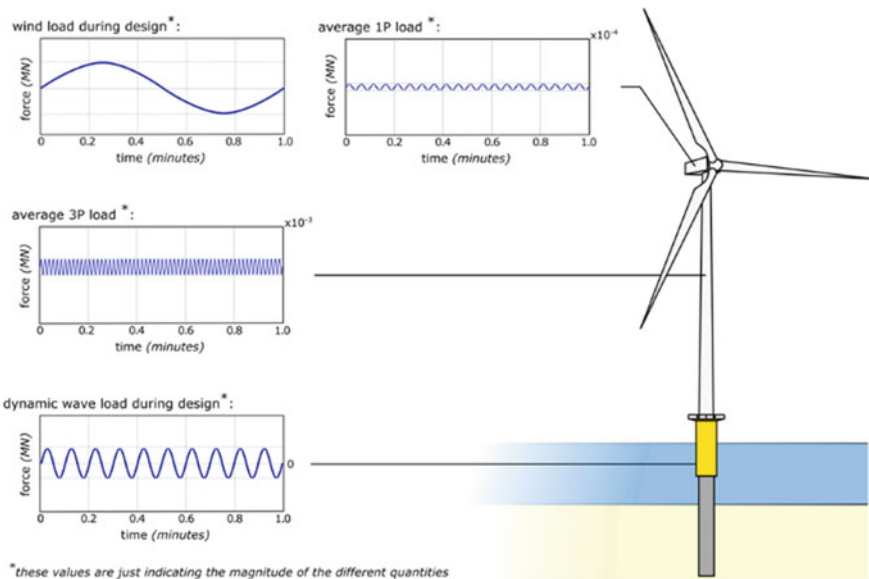 wind load during design*:
force (MN)
0 0.2 0.4 0.6 0.8 1.0
time (minutes)
average 1P load *:
x10⁻⁴
force (MN)
0 0.2 0.4 0.6 0.8 1.0
time (minutes)
average 3P load *:
x10⁻³
force (MN)
0 0.2 0.4 0.6 0.8 1.0
time (minutes)
dynamic wave load during design*:
force (MN)
0
0 0.2 0.4 0.6 0.8 1.0
time (minutes)
*these values are just indicating the magnitude of the different quantities